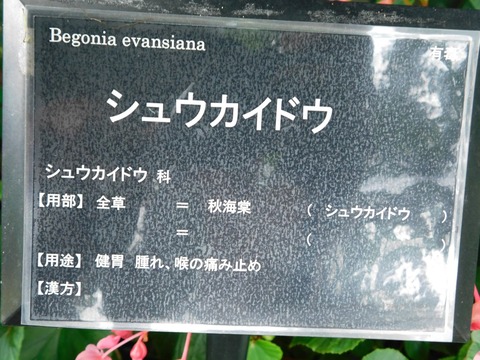 Begonia evansiana
有毒
シュウカイドウ
シュウカイドウ 科
【用部】 全草 = 秋海棠 ( シュウカイドウ )
= ( )
【用途】 健胃 腫れ、喉の痛み止め
【漢方】